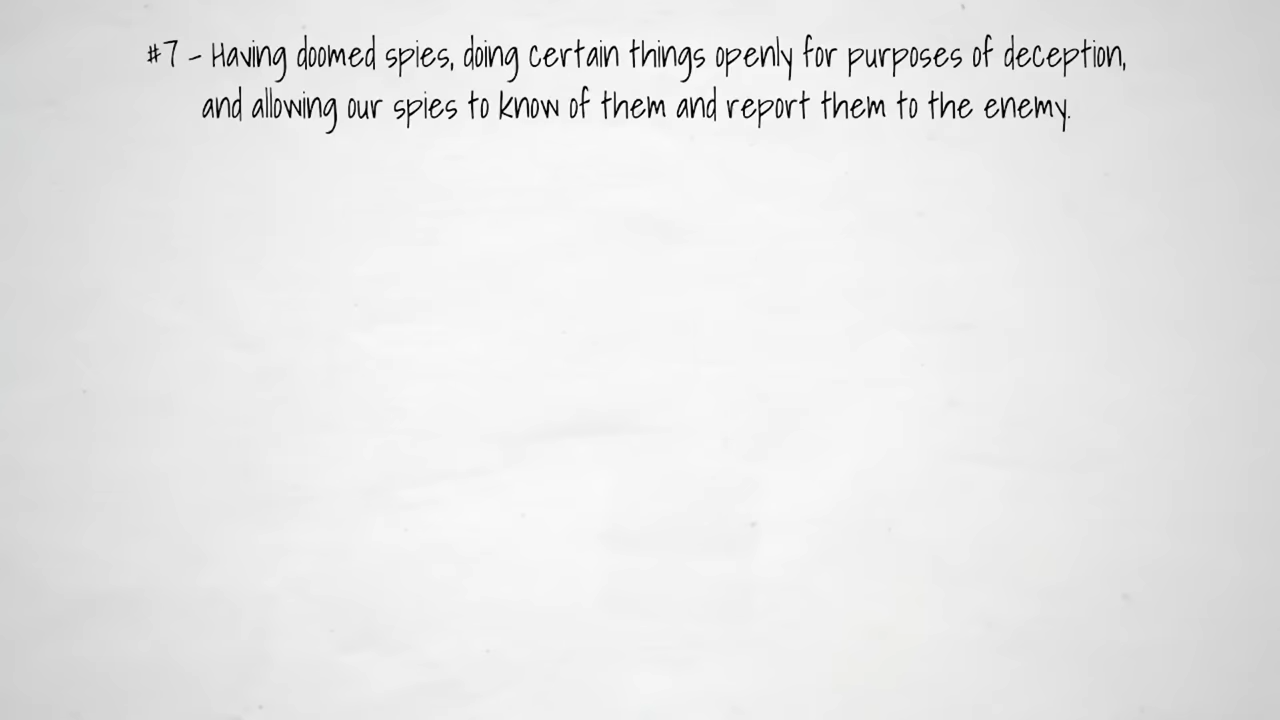 #7 - Having doomed spies, doing certain things openly for purposes of deception,
and allowing our spies to know of them and report them to the enemy.